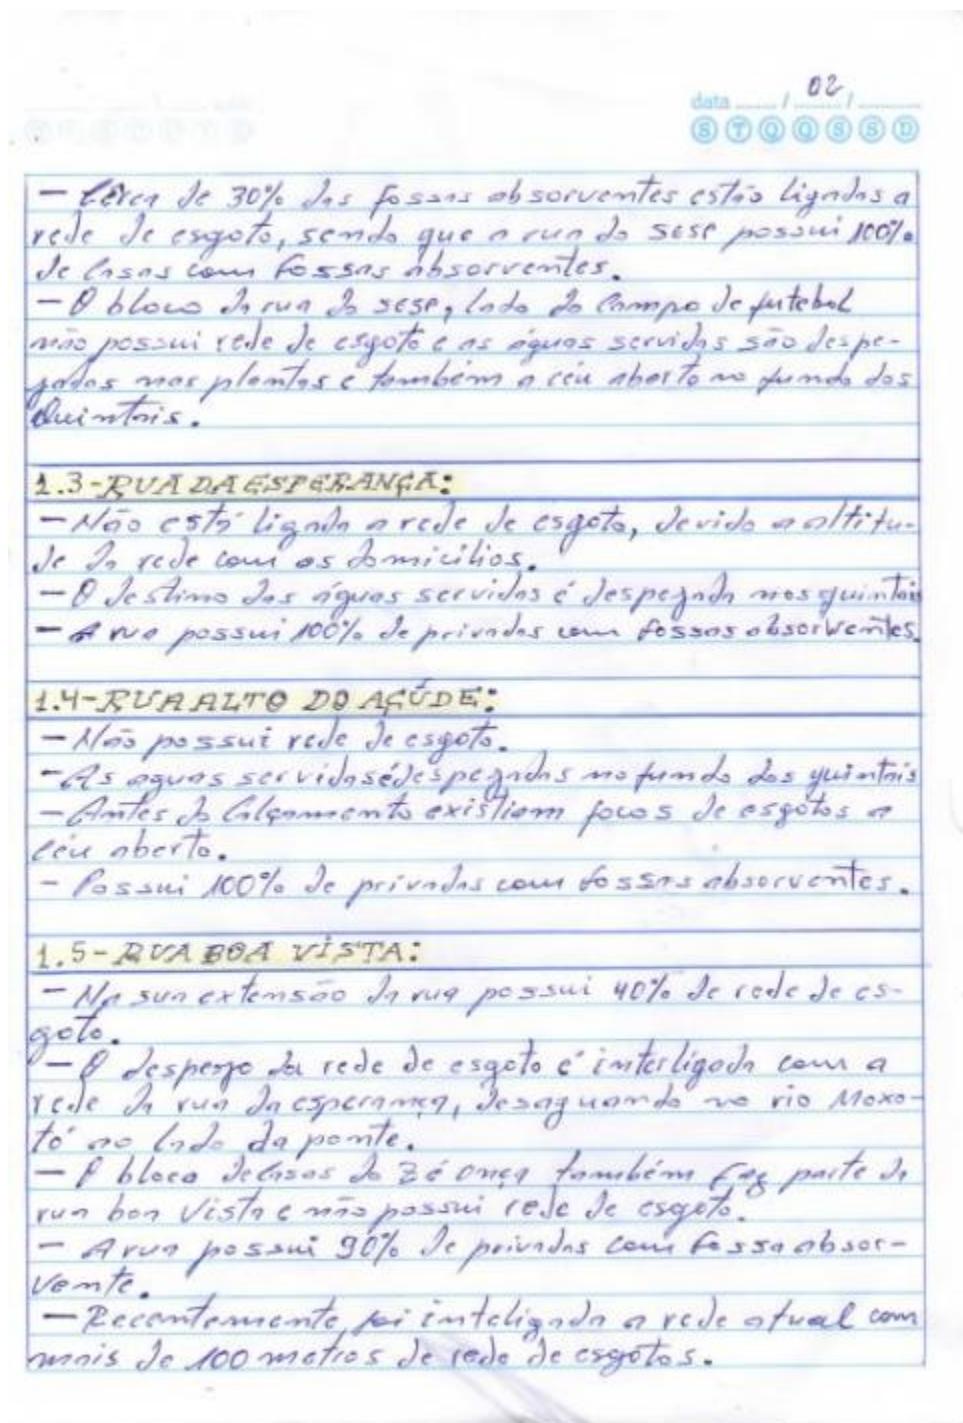 02
data ...... / ...... / ......
S T Q Q S S D
- Cêrca de 30% das fossas absorventes estão ligadas a
rede de esgoto, sendo que a rua do sese possui 100%
de casas com fossas absorventes.
- O bloco da rua do sese, lado do campo de futebol
não possui rede de esgoto e as águas servidas são despe-
jadas nas plantas e também a céu aberto no fundo dos
Quintais.
1.3-RUA DA ESPERANÇA:
- Não está ligada a rede de esgoto, devido a altitu-
de da rede com os domicílios.
- O destino das águas servidas é despejada nos quintais
- A rua possui 100% de privadas com fossas absorventes.
1.4-RUA ALTO DO AÇÚDE:
- Não possui rede de esgoto.
- As aguas servidas é despejadas no fundo dos quintais
- Antes do calçamento existiam focos de esgotos a
céu aberto.
- Possui 100% de privadas com fossas absorventes.
1.5-RUA BOA VISTA:
- Na sua extensão da rua possui 40% de rede de es-
goto.
- O despejo da rede de esgoto é interligada com a
rede da rua da esperança, desaguando no rio Moxo-
tó ao lado da ponte.
- O bloco de casas do Zé onça também faz parte da
rua boa Vista e não possui rede de esgoto.
- A rua possui 90% de privadas com fossa absor-
vente.
- Recentemente foi inteligada a rede atual com
mais de 100 metros de rede de esgotos.